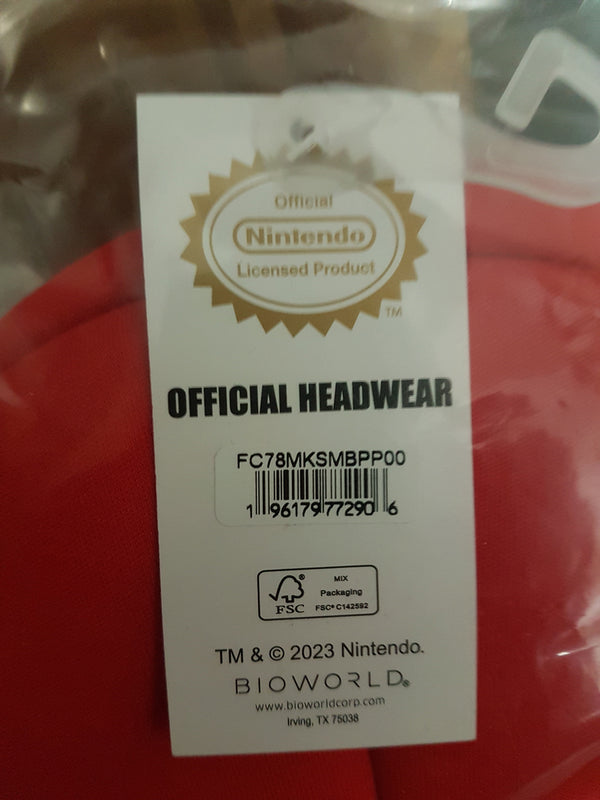 Official
Nintendo
Licensed Product
TM
OFFICIAL HEADWEAR
FC78MKSMBPP00
1 96179 77290 6
FSC®
MIX
Packaging
FSC® C142592
TM & © 2023 Nintendo.
BIOWORLD®
www.bioworldcorp.com
Irving, TX 75038